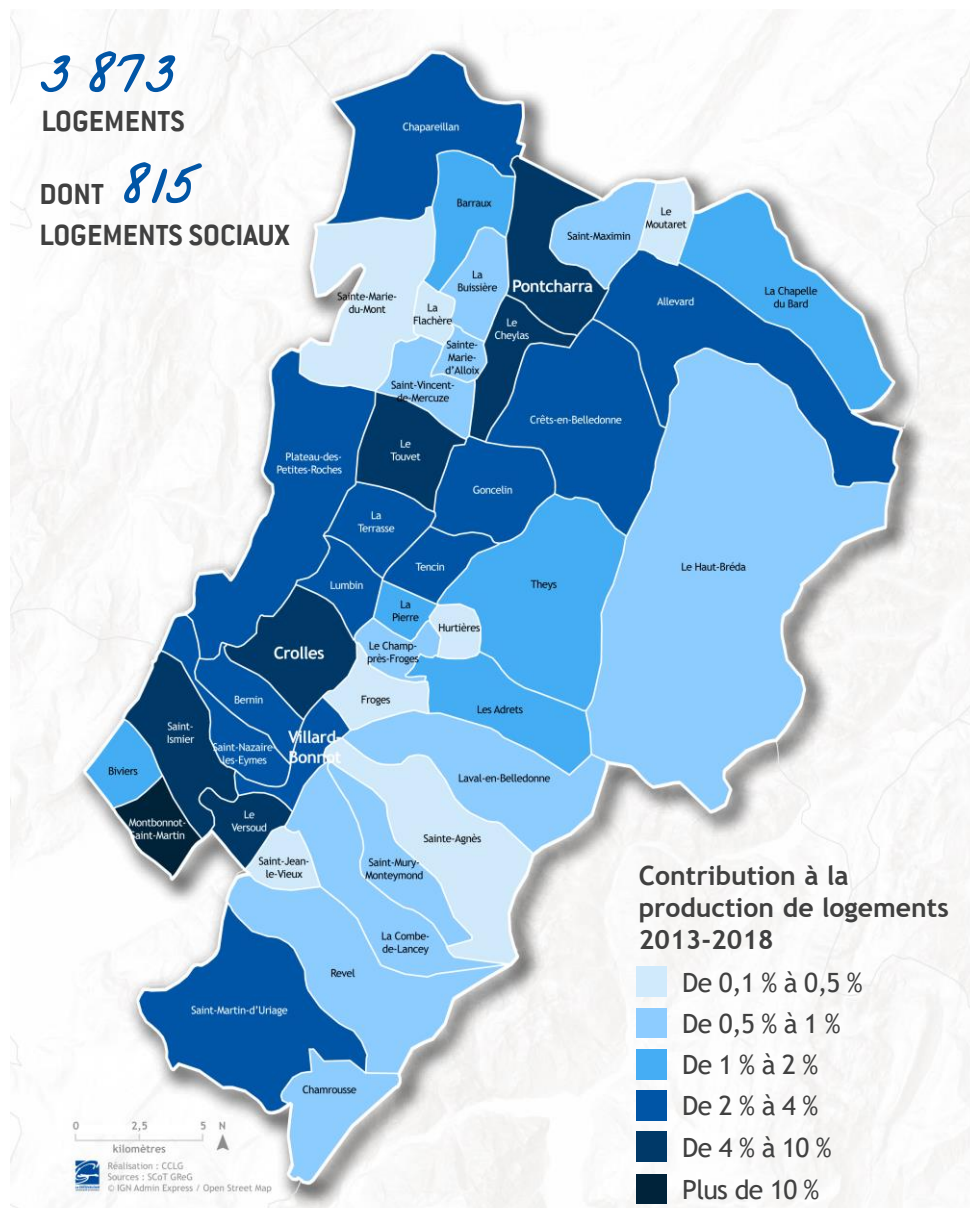 3 873
LOGEMENTS
DONT 815
LOGEMENTS SOCIAUX
Chapareillan
Barraux
Le
Moutaret
Saint-Maximin
La
Buissière
Pontcharra
La Chapelle
du Bard
Allevard
Sainte-Marie-
du-Mont
La
Flachère
Le
Cheylas
Sainte-
Marie-
d'Alloix
Saint-Vincent-
de-Mercuze
Crêts-en-Belledonne
Le
Touvet
Plateau-des-
Petites-Roches
Goncelin
La
Terrasse
Tencin
Le Haut-Bréda
Lumbin
Theys
La
Pierre
Hurtières
Crolles
Le Champ-
près-Froges
Froges
Bernin
Les Adrets
Saint-
Ismier
Villard-
Bonnot
Saint-Nazaire-
les-Eymes
Biviers
Laval-en-Belledonne
Montbonnot-
Saint-Martin
Le
Versoud
Sainte-Agnès
Saint-Jean-
le-Vieux
Saint-Mury-
Monteymond
La Combe-
de-Lancey
Revel
Saint-Martin-d'Uriage
Chamrousse
Contribution à la
production de logements
2013-2018
De 0,1 % à 0,5 %
De 0,5 % à 1 %
De 1 % à 2 %
De 2 % à 4 %
De 4 % à 10 %
Plus de 10 %
0 2,5 5 N
kilomètres
Réalisation : CCLG
Sources : SCoT GReG
© IGN Admin Express / Open Street Map